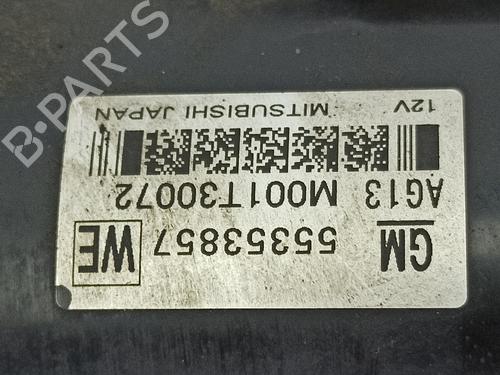 GM 55353857 WE
AG13 M001T30072
12V MITSUBISHI JAPAN
B-PARTS